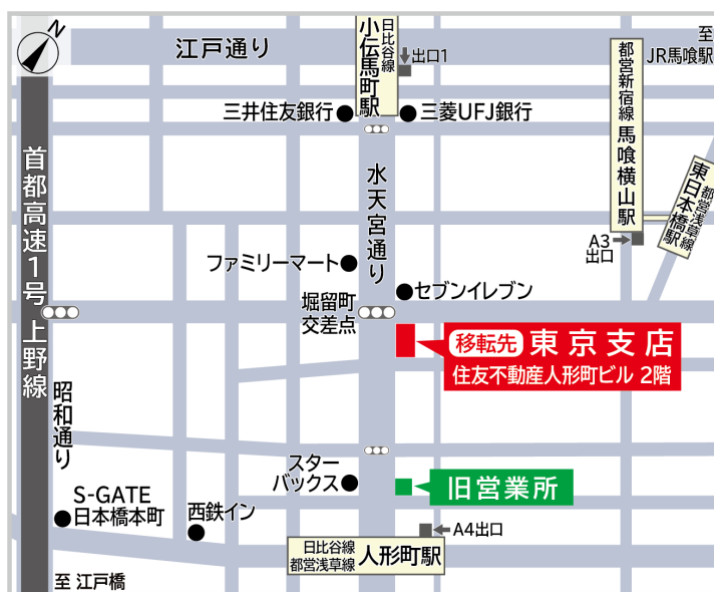 N
江戸通り
日比谷線
小伝馬町駅
出口1
至
JR馬喰駅
都営新宿線
馬喰横山駅
三井住友銀行
三菱UFJ銀行
首都高速1号 上野線
水天宮通り
都営浅草線
東日本橋駅
A3
出口
ファミリーマート
セブンイレブン
堀留町
交差点
移転先 東京支店
住友不動産人形町ビル 2階
昭和通り
スター
バックス
旧営業所
S-GATE
日本橋本町
西鉄イン
A4出口
日比谷線
都営浅草線
人形町駅
至 江戸橋